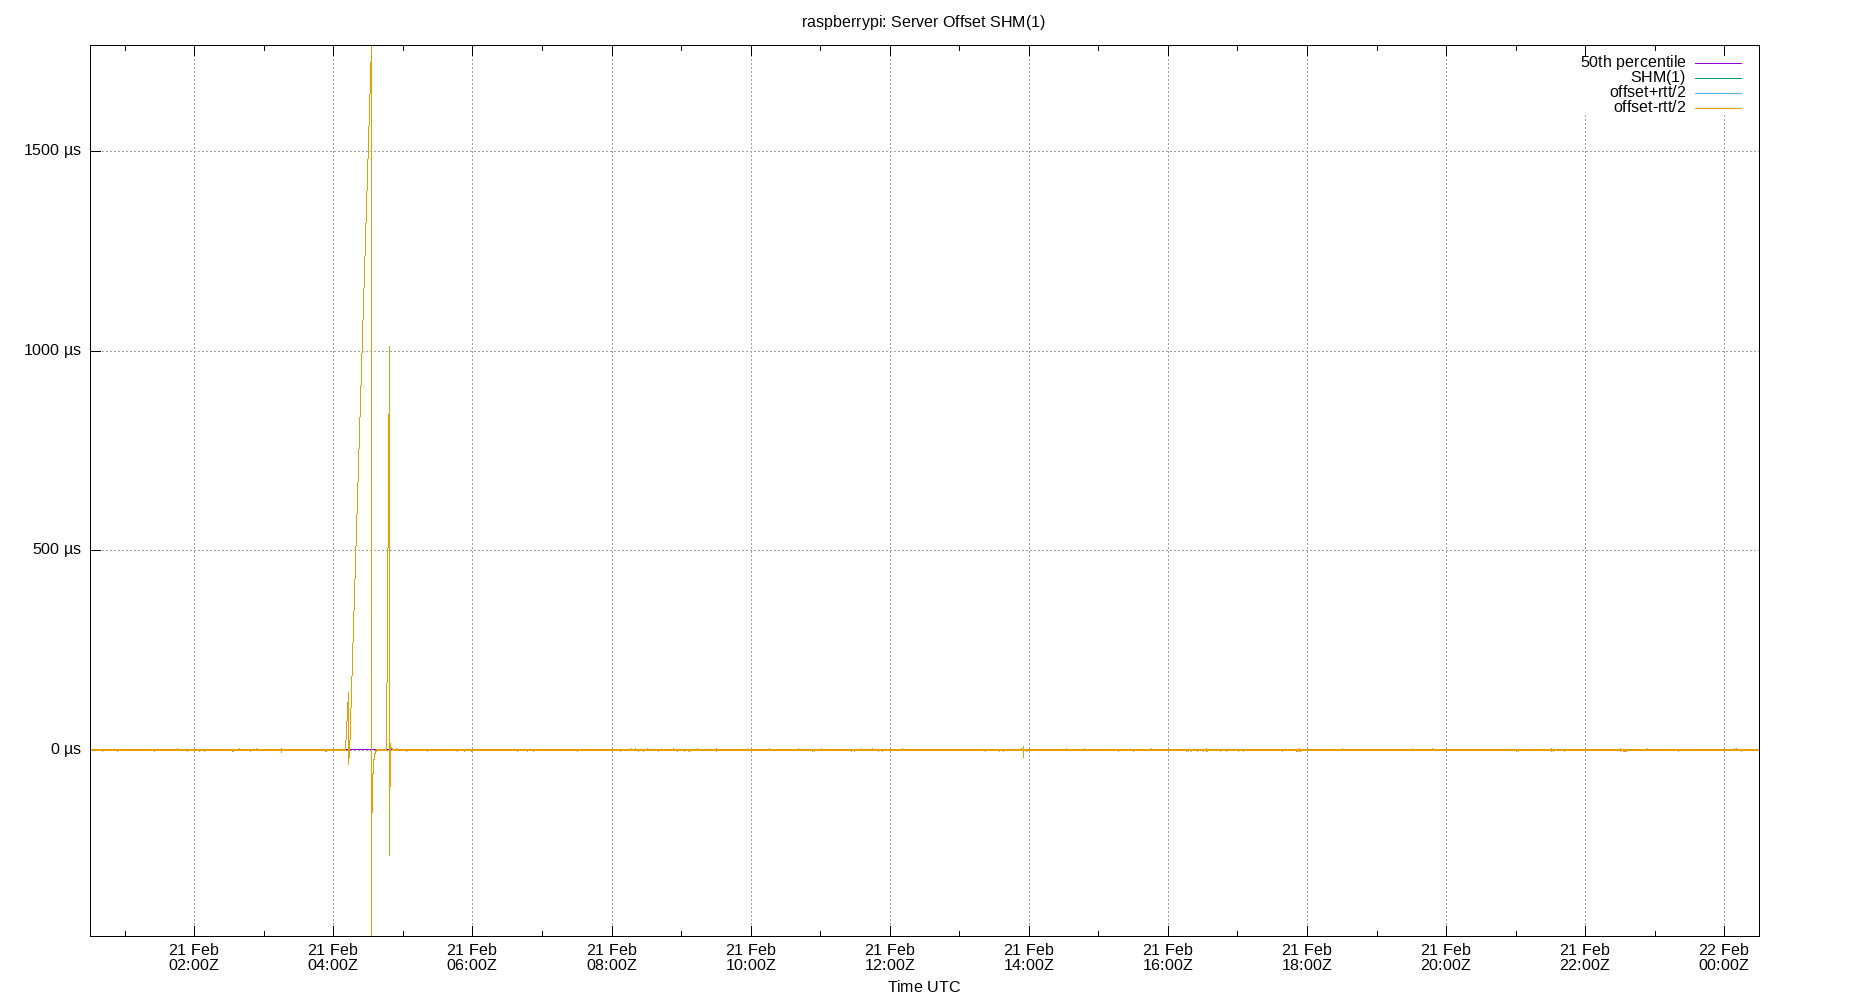 raspberrypi: Server Offset SHM(1)
50th percentile
SHM(1)
offset+rtt/2
offset-rtt/2
1500 µs
1000 µs
500 µs
0 µs
21 Feb 21 Feb 21 Feb 21 Feb 21 Feb 21 Feb 21 Feb 21 Feb 21 Feb 21 Feb 21 Feb 22 Feb
02:00Z 04:00Z 06:00Z 08:00Z 10:00Z 12:00Z 14:00Z 16:00Z 18:00Z 20:00Z 22:00Z 00:00Z
Time UTC